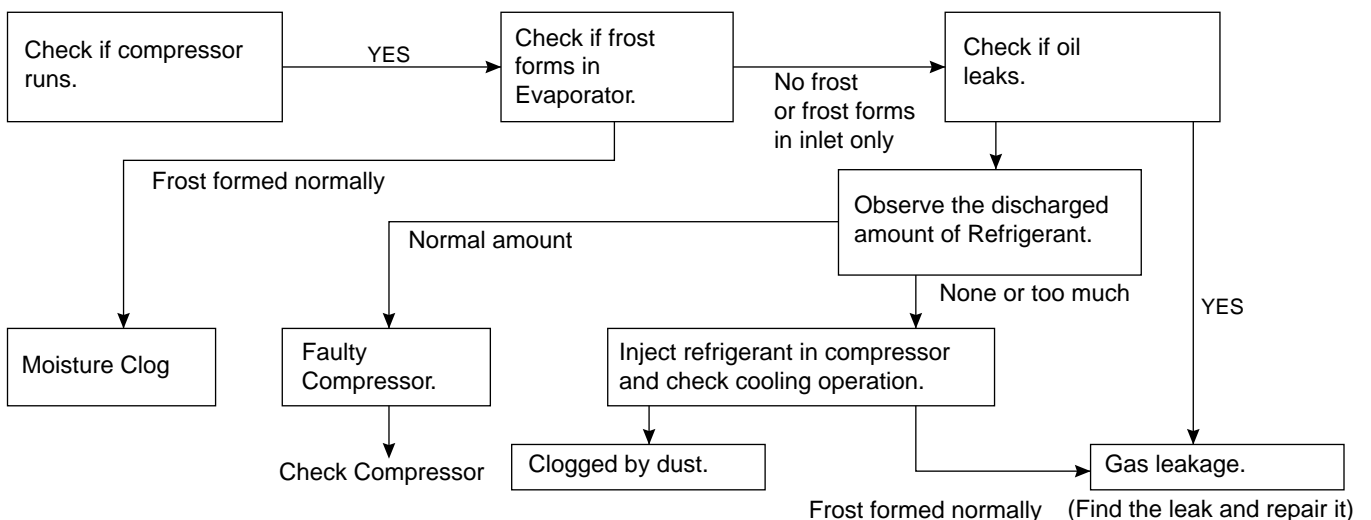 Check if compressor
runs.
YES
Check if frost
forms in
Evaporator.
No frost
or frost forms
in inlet only
Check if oil
leaks.
Frost formed normally
Observe the discharged
amount of Refrigerant.
Normal amount
None or too much
YES
Moisture Clog
Faulty
Compressor.
Inject refrigerant in compressor
and check cooling operation.
Check Compressor
Clogged by dust.
Gas leakage.
Frost formed normally
(Find the leak and repair it)